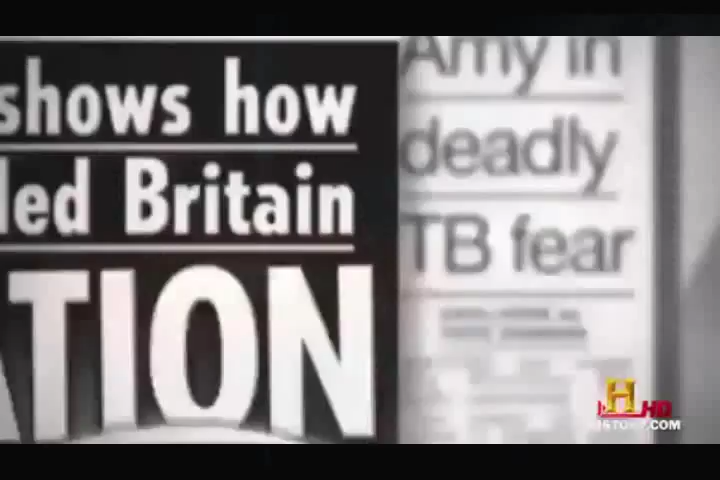 shows how
led Britain
ATION
Amy in
deadly
TB fear
H HD
HISTORY.COM